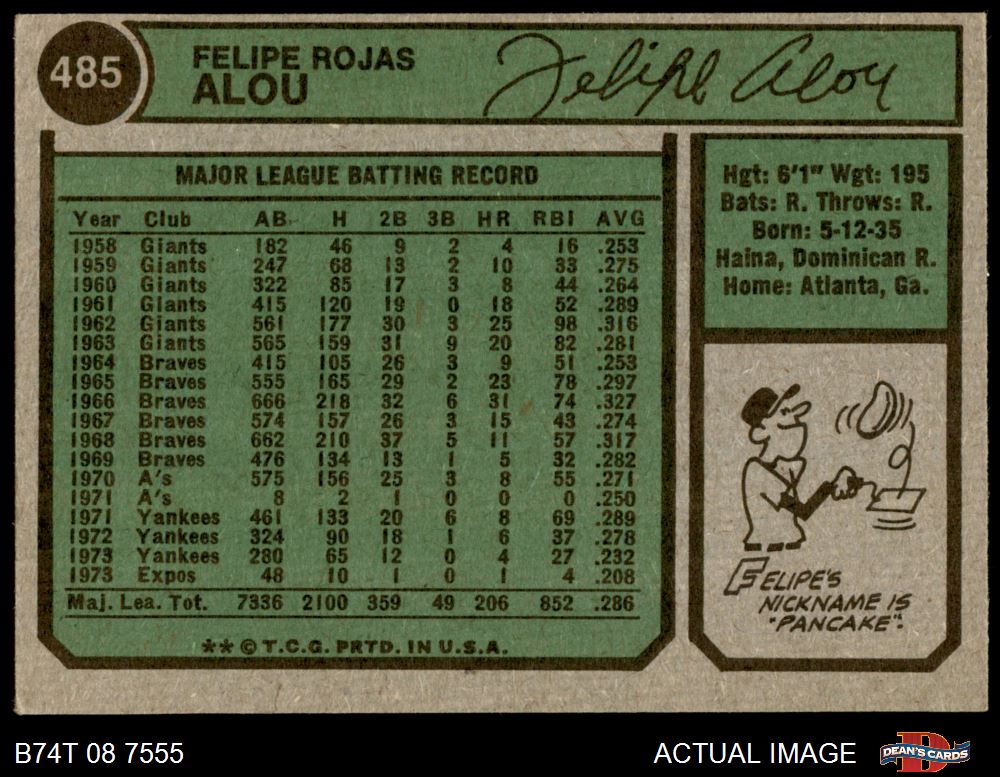 485
FELIPE ROJAS
ALOU
Felipe Alou
MAJOR LEAGUE BATTING RECORD
Year Club AB H 2B 3B HR RBI AVG
1958 Giants 182 46 9 2 4 16 .253
1959 Giants 247 68 13 2 10 33 .275
1960 Giants 322 85 17 3 8 44 .264
1961 Giants 415 120 19 0 18 52 .289
1962 Giants 561 177 30 3 25 98 .316
1963 Giants 565 159 31 9 20 82 .281
1964 Braves 415 105 26 3 9 51 .253
1965 Braves 555 165 29 2 23 78 .297
1966 Braves 666 218 32 6 31 74 .327
1967 Braves 574 157 26 3 15 43 .274
1968 Braves 662 210 37 5 11 57 .317
1969 Braves 476 134 13 1 5 32 .282
1970 A's 575 156 25 3 8 55 .271
1971 A's 8 2 1 0 0 0 .250
1971 Yankees 461 133 20 6 8 69 .289
1972 Yankees 324 90 18 1 6 37 .278
1973 Yankees 280 65 12 0 4 27 .232
1973 Expos 48 10 1 0 1 4 .208
Maj. Lea. Tot. 7336 2100 359 49 206 852 .286
** © T.C.G. PRTD. IN U.S.A.
Hgt: 6'1" Wgt: 195
Bats: R. Throws: R.
Born: 5-12-35
Haina, Dominican R.
Home: Atlanta, Ga.
FELIPE'S
NICKNAME IS
"PANCAKE".
B74T 08 7555
ACTUAL IMAGE
DEAN'S CARDS